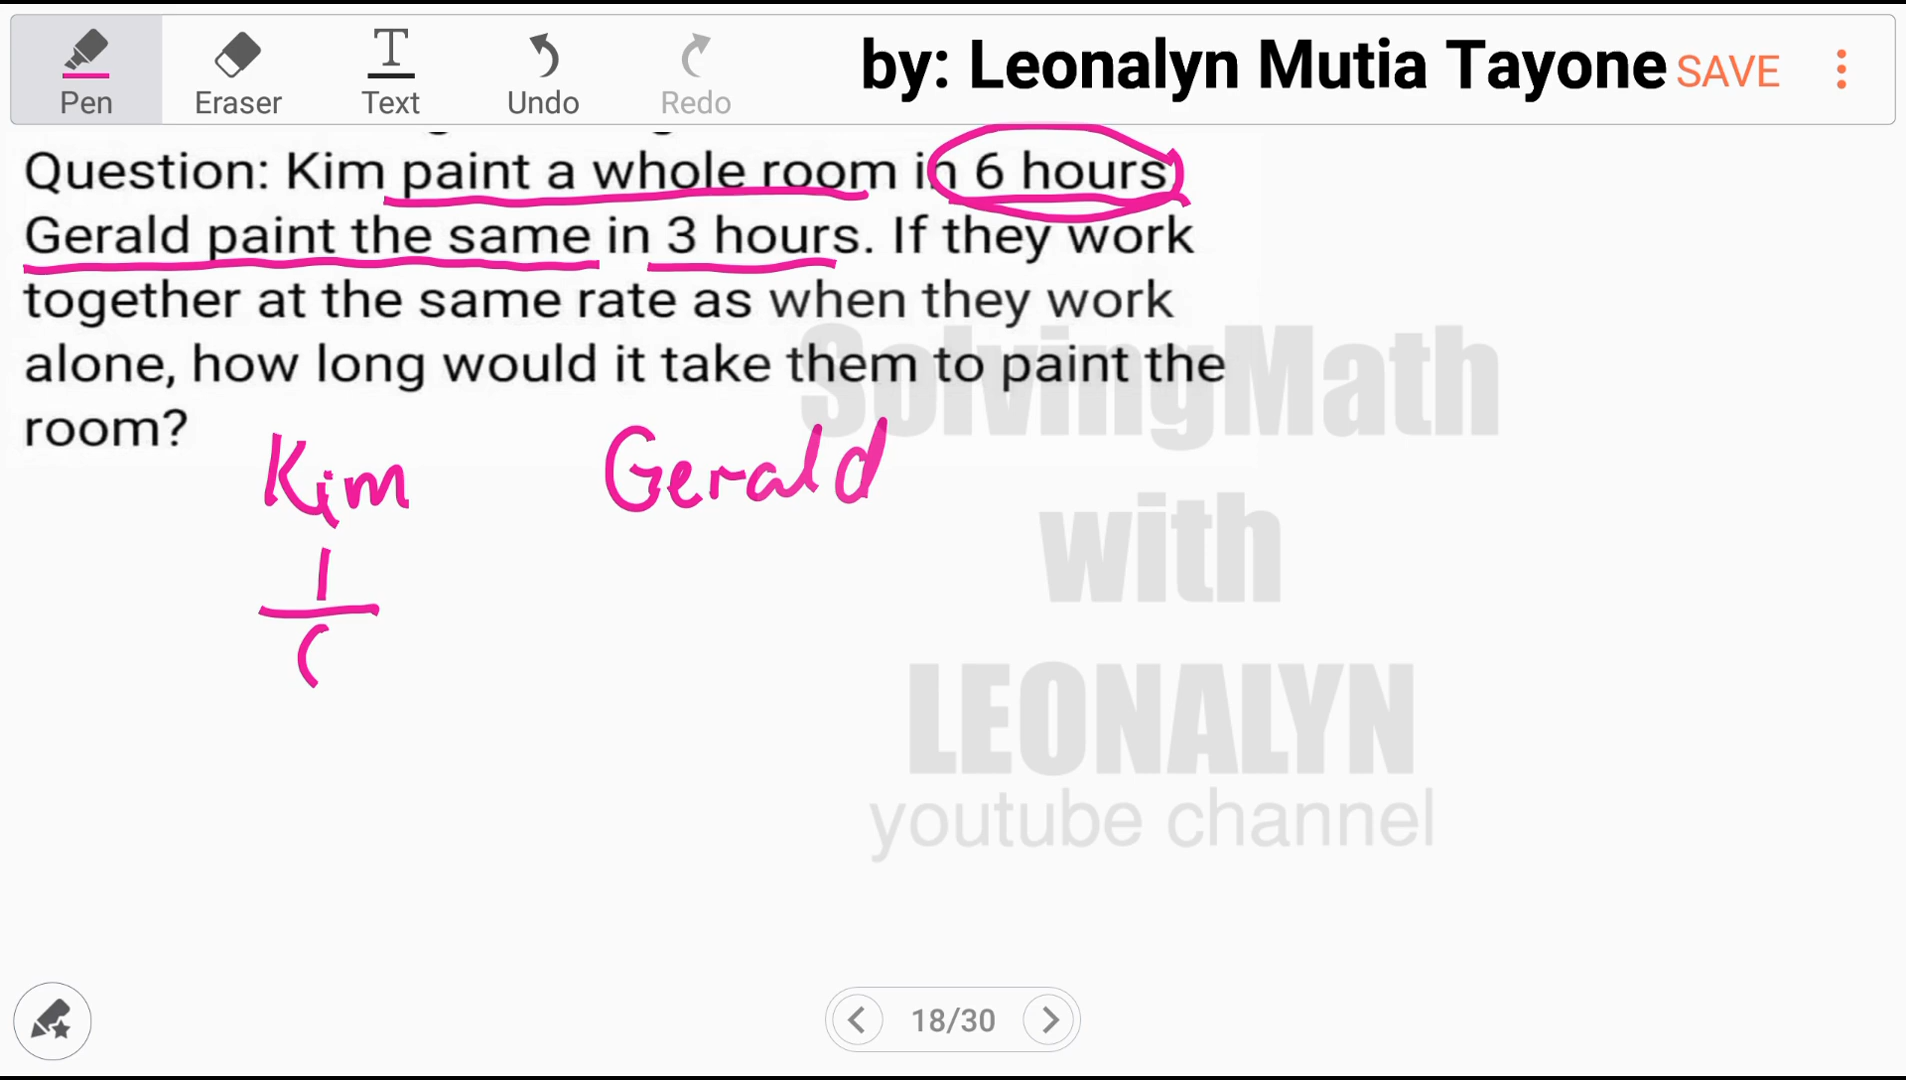 Pen Eraser Text Undo Redo by: Leonalyn Mutia Tayone SAVE
Question: Kim paint a whole room in 6 hours
Gerald paint the same in 3 hours. If they work
together at the same rate as when they work
alone, how long would it take them to paint the
room?
SolvingMath
Kim Gerald
with
1
LEONALYN
youtube channel
18/30